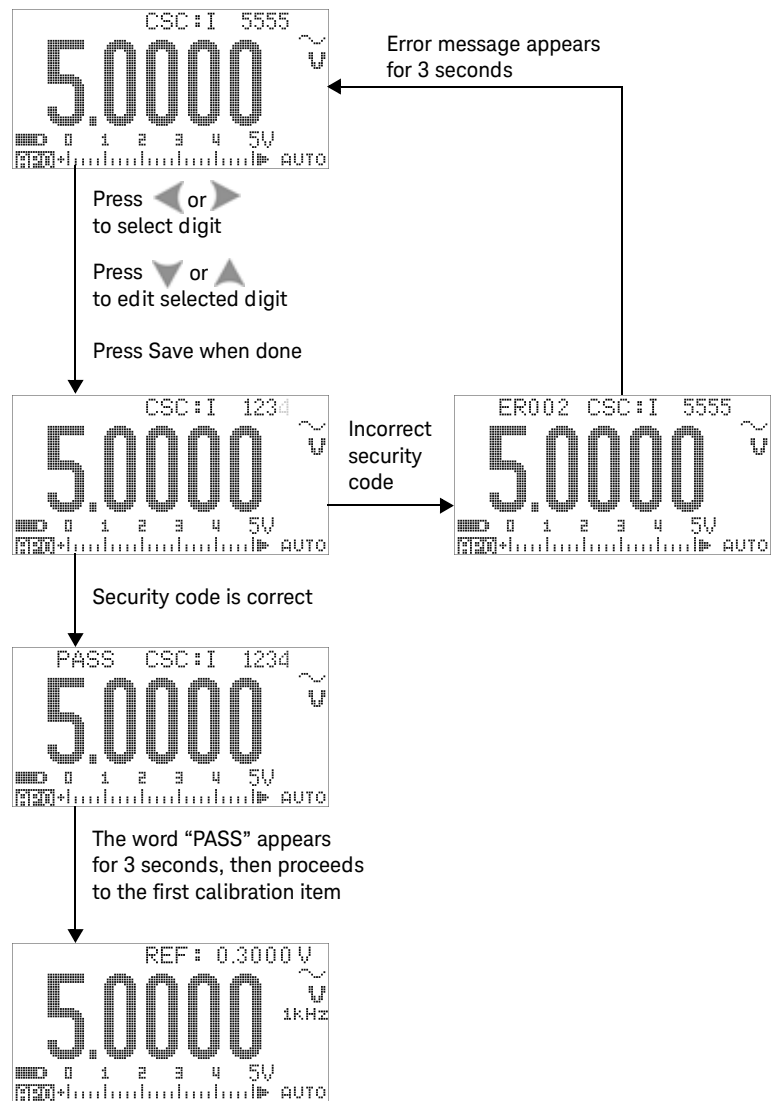 CSC:I 5555
5.0000
V
0 1 2 3 4 5V
APO + AUTO
Error message appears
for 3 seconds
Press or
to select digit
Press or
to edit selected digit
Press Save when done
CSC:I 1234
5.0000
V
0 1 2 3 4 5V
APO + AUTO
Incorrect
security
code
ER002 CSC:I 5555
5.0000
V
0 1 2 3 4 5V
APO + AUTO
Security code is correct
PASS CSC:I 1234
5.0000
V
0 1 2 3 4 5V
APO + AUTO
The word “PASS” appears
for 3 seconds, then proceeds
to the first calibration item
REF: 0.3000 V
5.0000
V
1kHz
0 1 2 3 4 5V
APO + AUTO